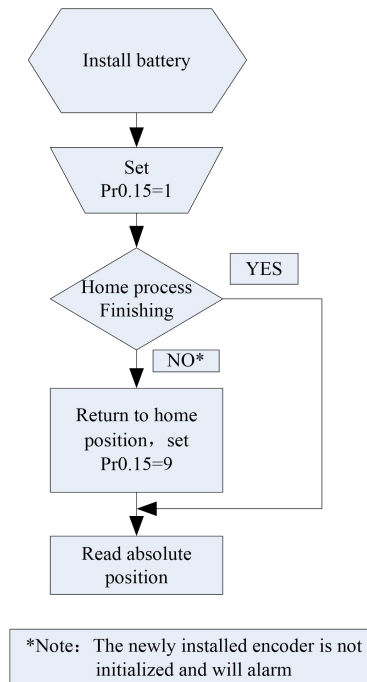 Install battery
Set
Pr0.15=1
Home process
Finishing
YES
NO*
Return to home
position，set
Pr0.15=9
Read absolute
position
*Note：The newly installed encoder is not
initialized and will alarm